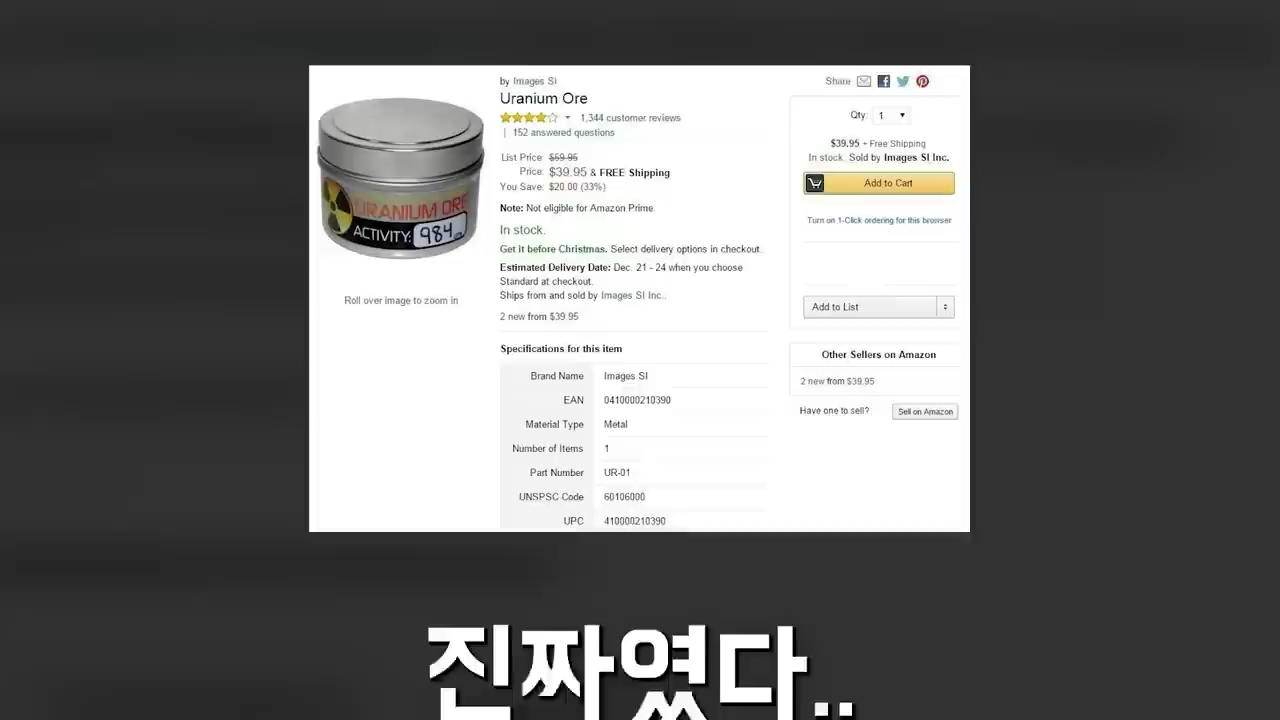 by Images SI
Uranium Ore
1,344 customer reviews
| 152 answered questions
List Price: $59.95
Price: $39.95 & FREE Shipping
You Save: $20.00 (33%)
Note: Not eligible for Amazon Prime.
In stock.
Get it before Christmas. Select delivery options in checkout.
Estimated Delivery Date: Dec. 21 - 24 when you choose
Standard at checkout.
Ships from and sold by Images SI Inc..
2 new from $39.95
Specifications for this item
Brand Name Images SI
EAN 0410000210390
Material Type Metal
Number of Items 1
Part Number UR-01
UNSPSC Code 60106000
UPC 410000210390
URANIUM ORE
ACTIVITY: 984
Roll over image to zoom in
Share
Qty: 1
$39.95 + Free Shipping
In stock. Sold by Images SI Inc.
Add to Cart
Turn on 1-Click ordering for this browser
Add to List
Other Sellers on Amazon
2 new from $39.95
Have one to sell? Sell on Amazon
진짜였다..